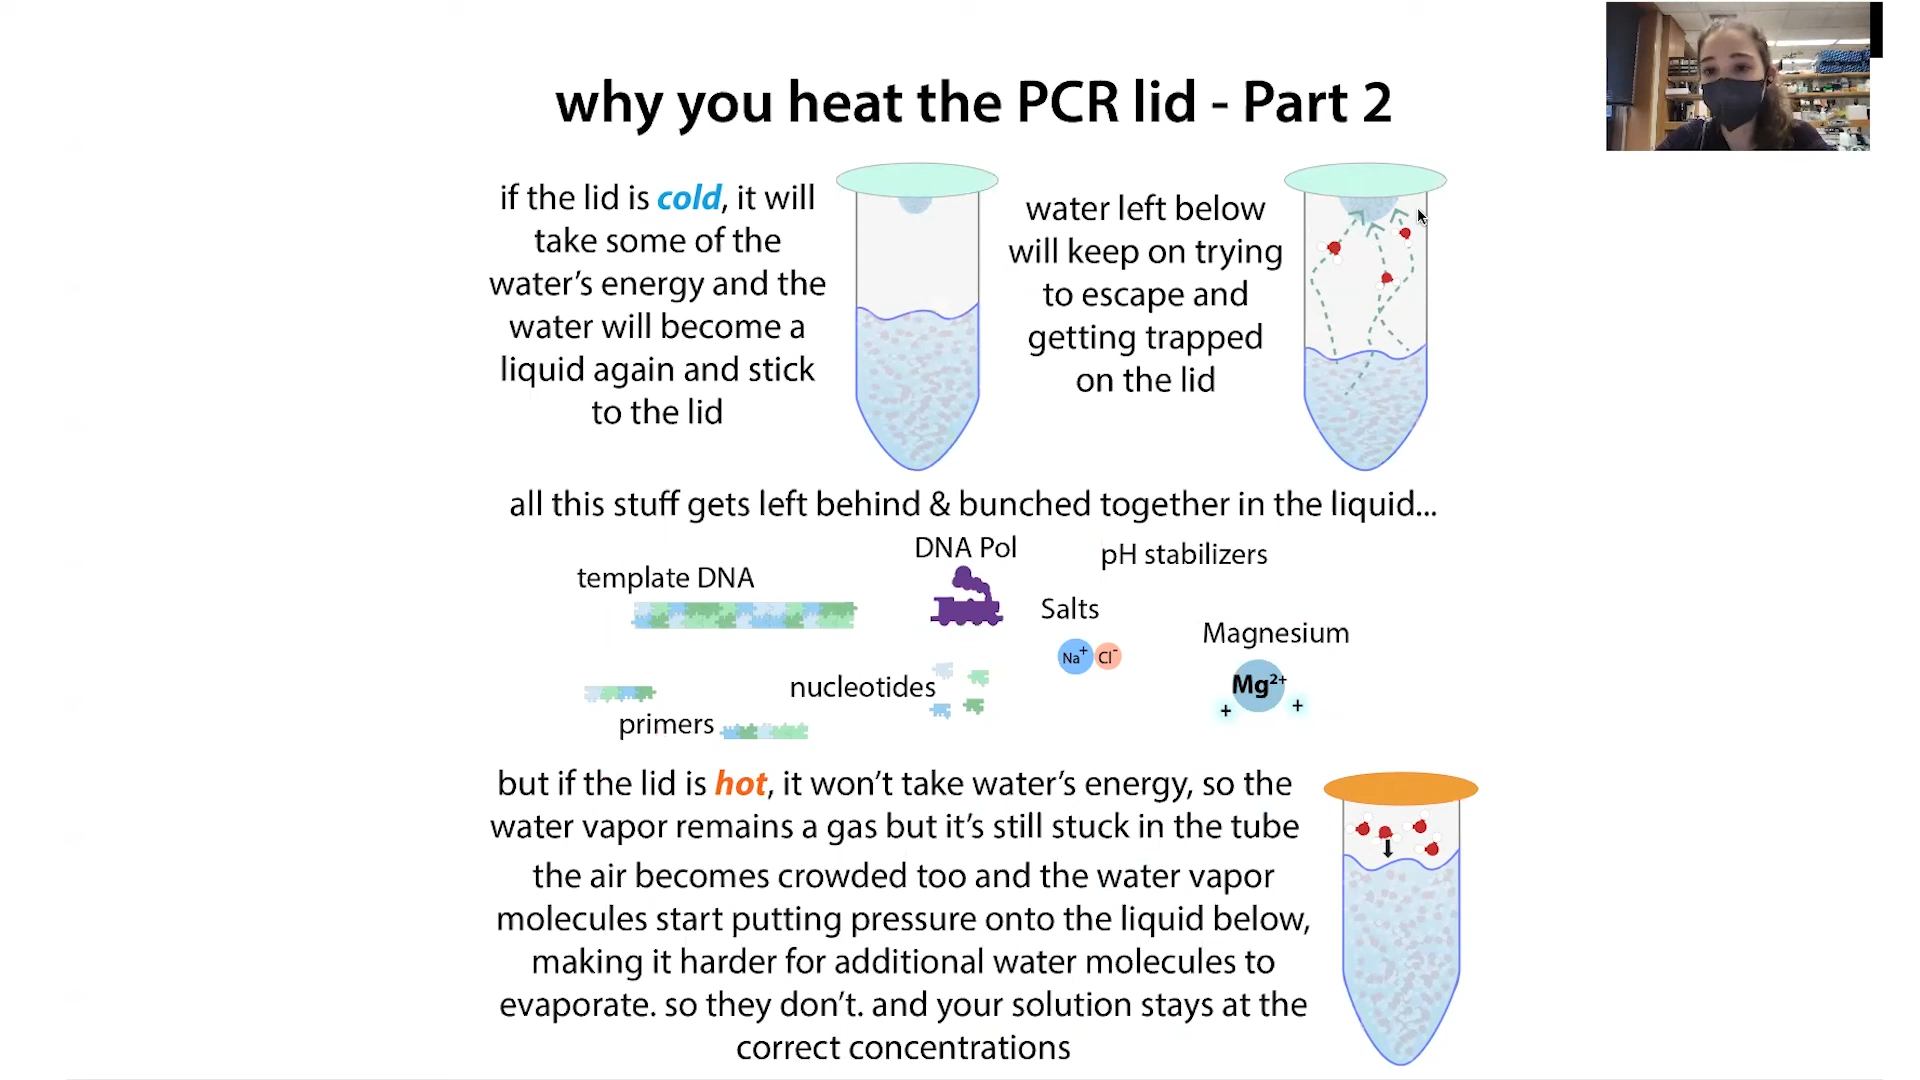 why you heat the PCR lid - Part 2
if the lid is cold, it will
take some of the
water's energy and the
water will become a
liquid again and stick
to the lid
water left below
will keep on trying
to escape and
getting trapped
on the lid
all this stuff gets left behind & bunched together in the liquid...
template DNA
DNA Pol
pH stabilizers
Salts
Na+ Cl-
Magnesium
Mg2+
+ +
nucleotides
primers
but if the lid is hot, it won't take water's energy, so the
water vapor remains a gas but it's still stuck in the tube
the air becomes crowded too and the water vapor
molecules start putting pressure onto the liquid below,
making it harder for additional water molecules to
evaporate. so they don't. and your solution stays at the
correct concentrations